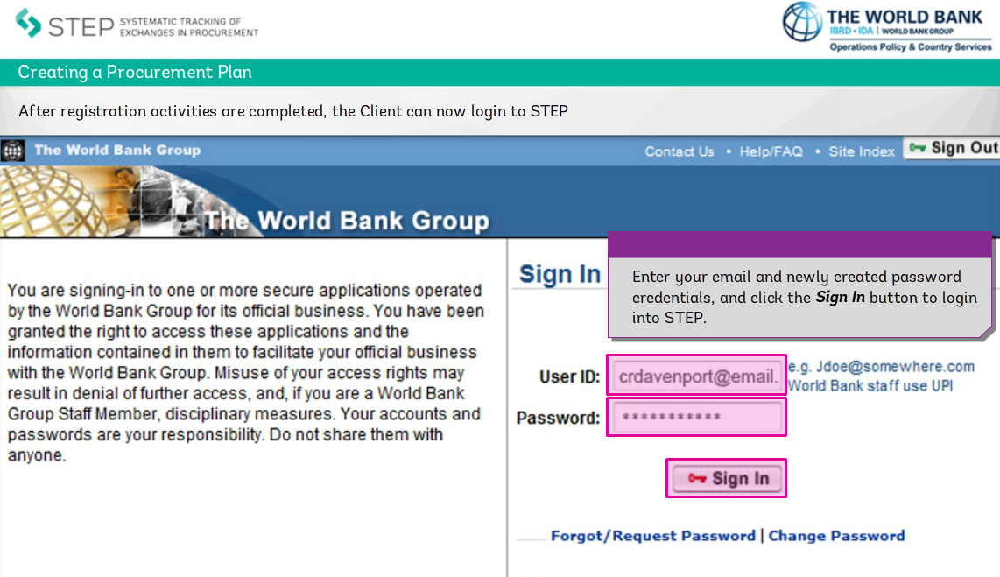 STEP SYSTEMATIC TRACKING OF
EXCHANGES IN PROCUREMENT
THE WORLD BANK
IBRD • IDA | WORLD BANK GROUP
Operations Policy & Country Services
Creating a Procurement Plan
After registration activities are completed, the Client can now login to STEP
The World Bank Group
Contact Us • Help/FAQ • Site Index Sign Out
The World Bank Group
You are signing-in to one or more secure applications operated
by the World Bank Group for its official business. You have been
granted the right to access these applications and the
information contained in them to facilitate your official business
with the World Bank Group. Misuse of your access rights may
result in denial of further access, and, if you are a World Bank
Group Staff Member, disciplinary measures. Your accounts and
passwords are your responsibility. Do not share them with
anyone.
Sign In
Enter your email and newly created password
credentials, and click the Sign In button to login
into STEP.
User ID: crdavenport@email. e.g. Jdoe@somewhere.com
World Bank staff use UPI
Password: ***********
Sign In
Forgot/Request Password | Change Password